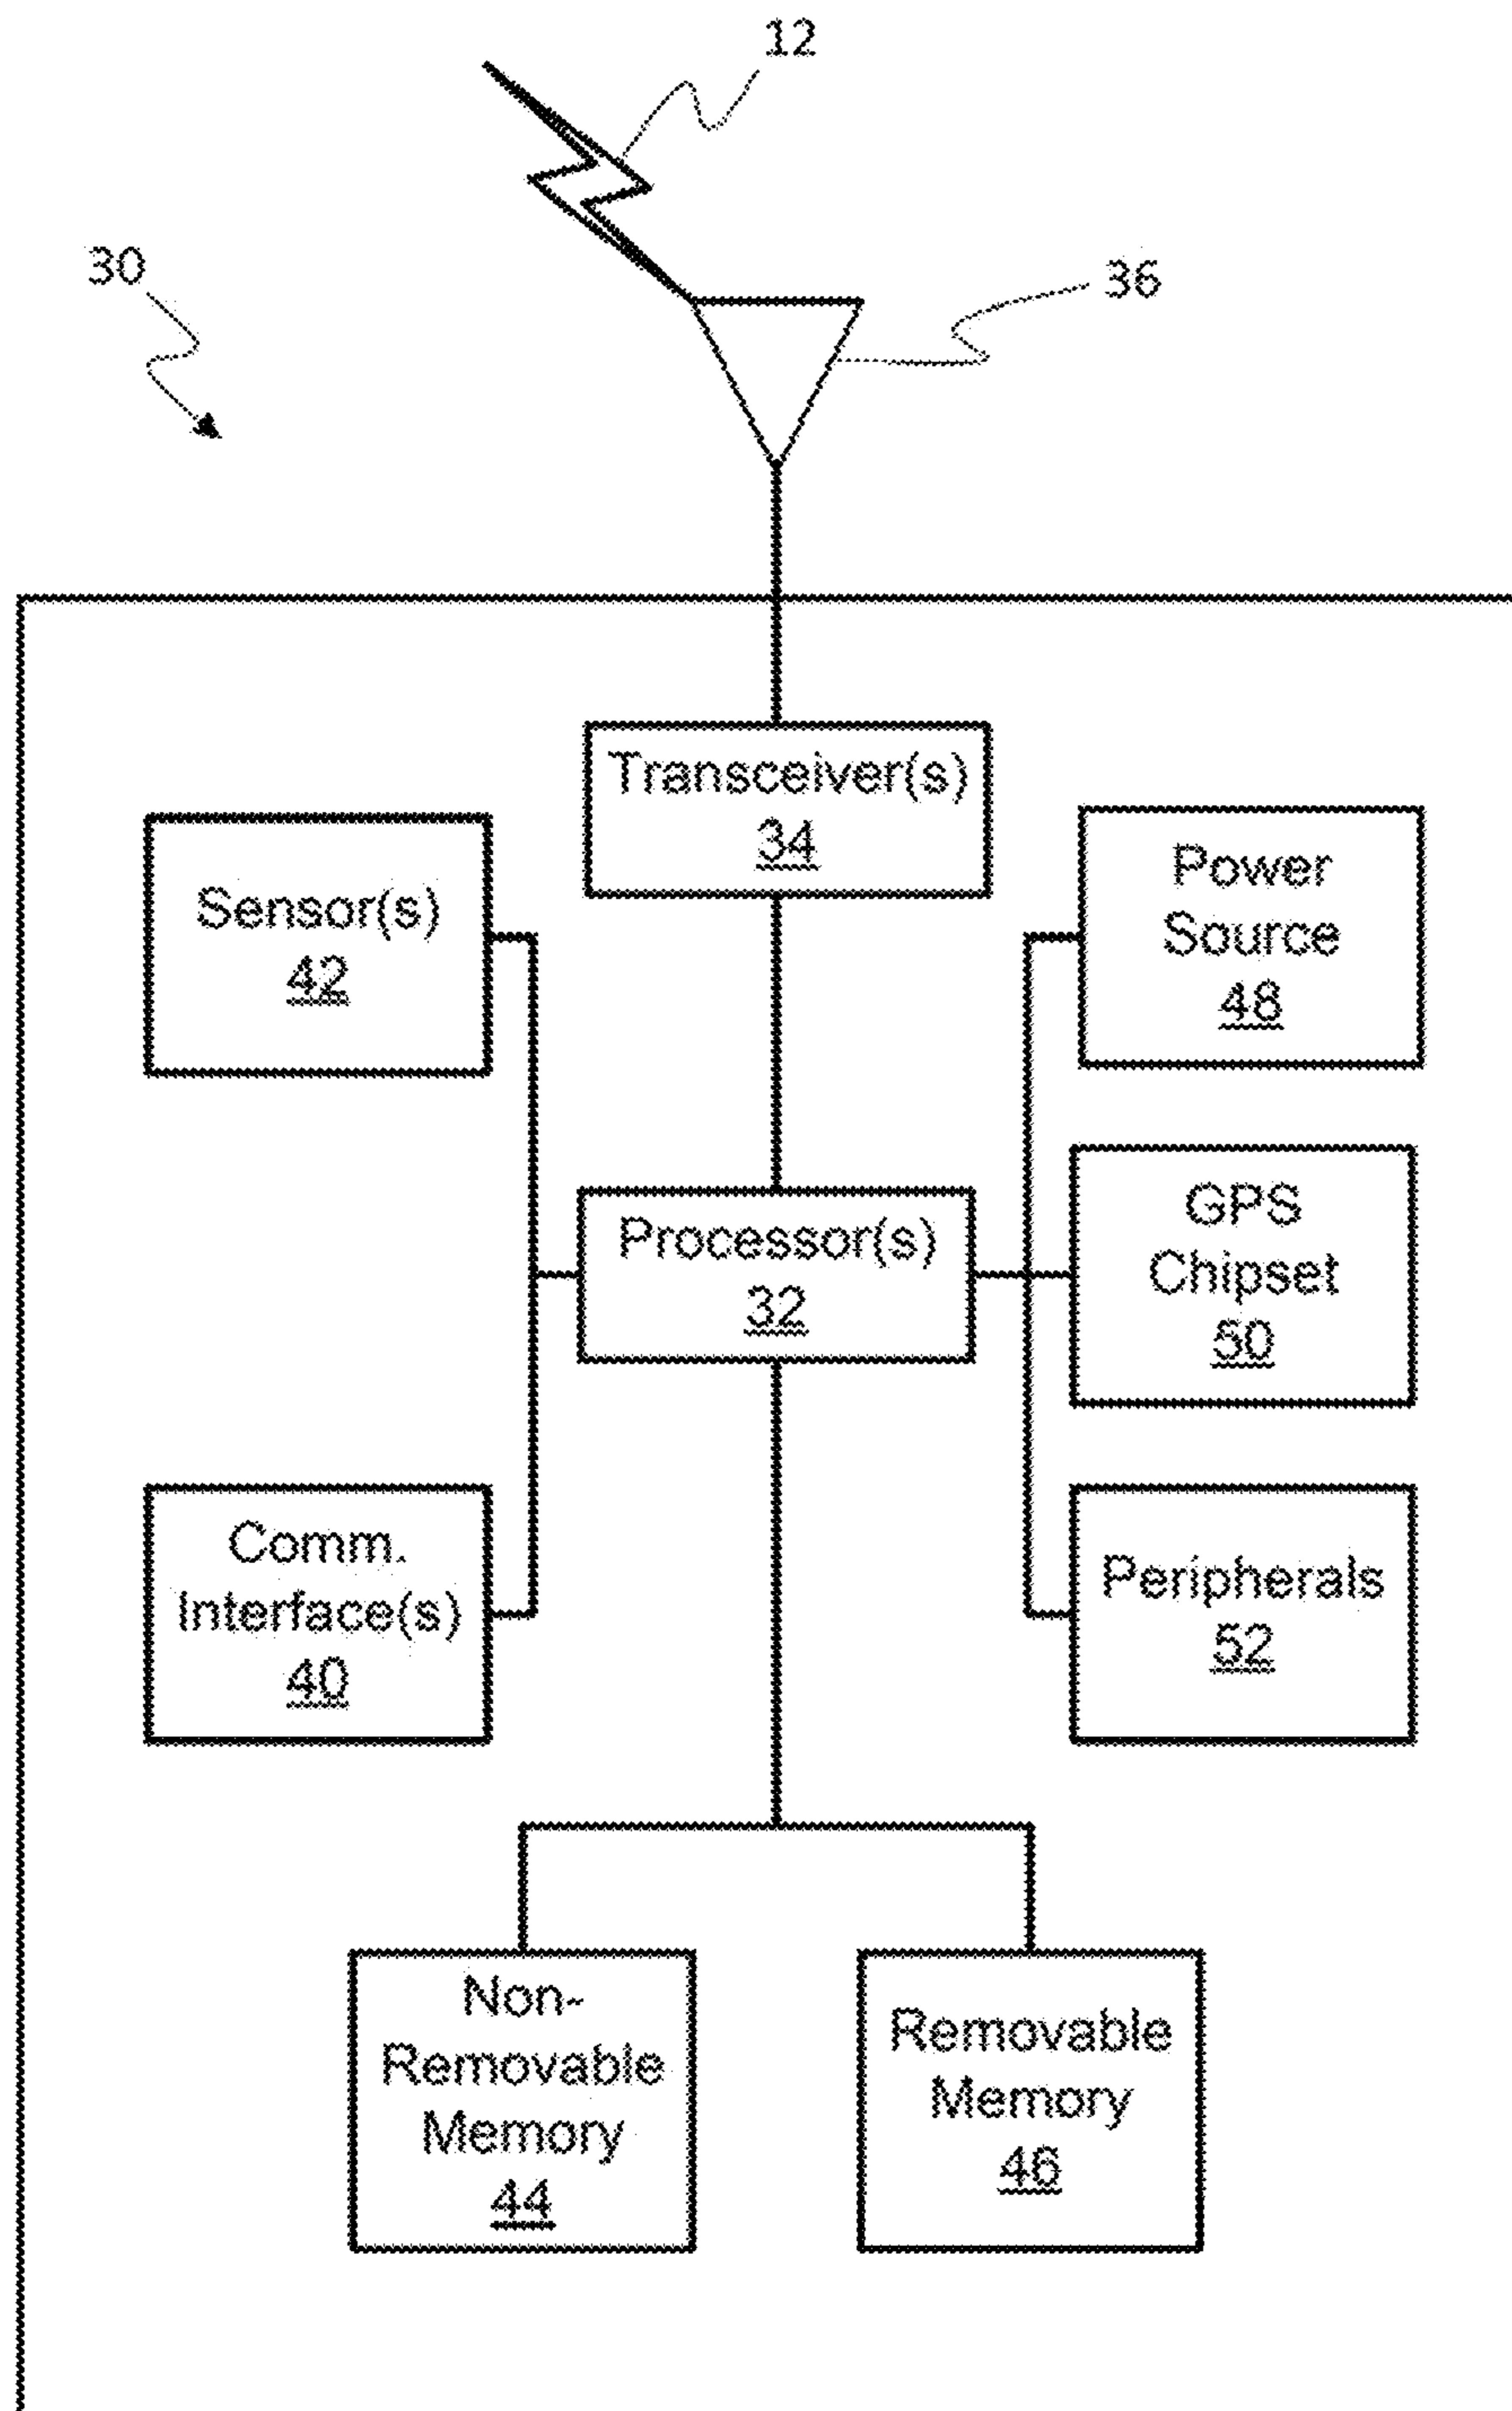 12
30
36
Transceiver(s)
34
Sensor(s)
42
Power
Source
48
Processor(s)
32
GPS
Chipset
50
Comm.
Interface(s)
40
Peripherals
52
Non-
Removable
Memory
44
Removable
Memory
46